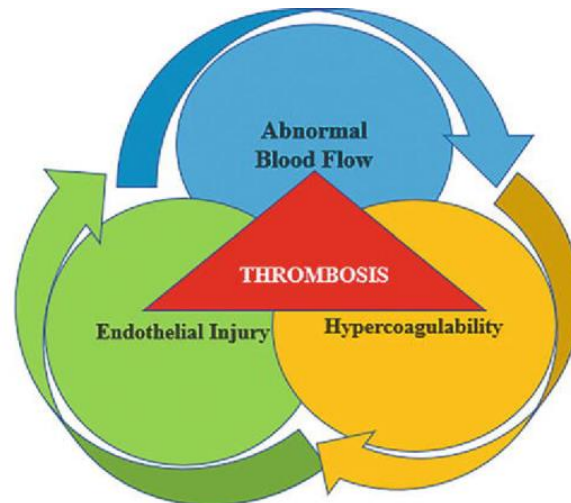 Abnormal
Blood Flow
THROMBOSIS
Endothelial Injury
Hypercoagulability